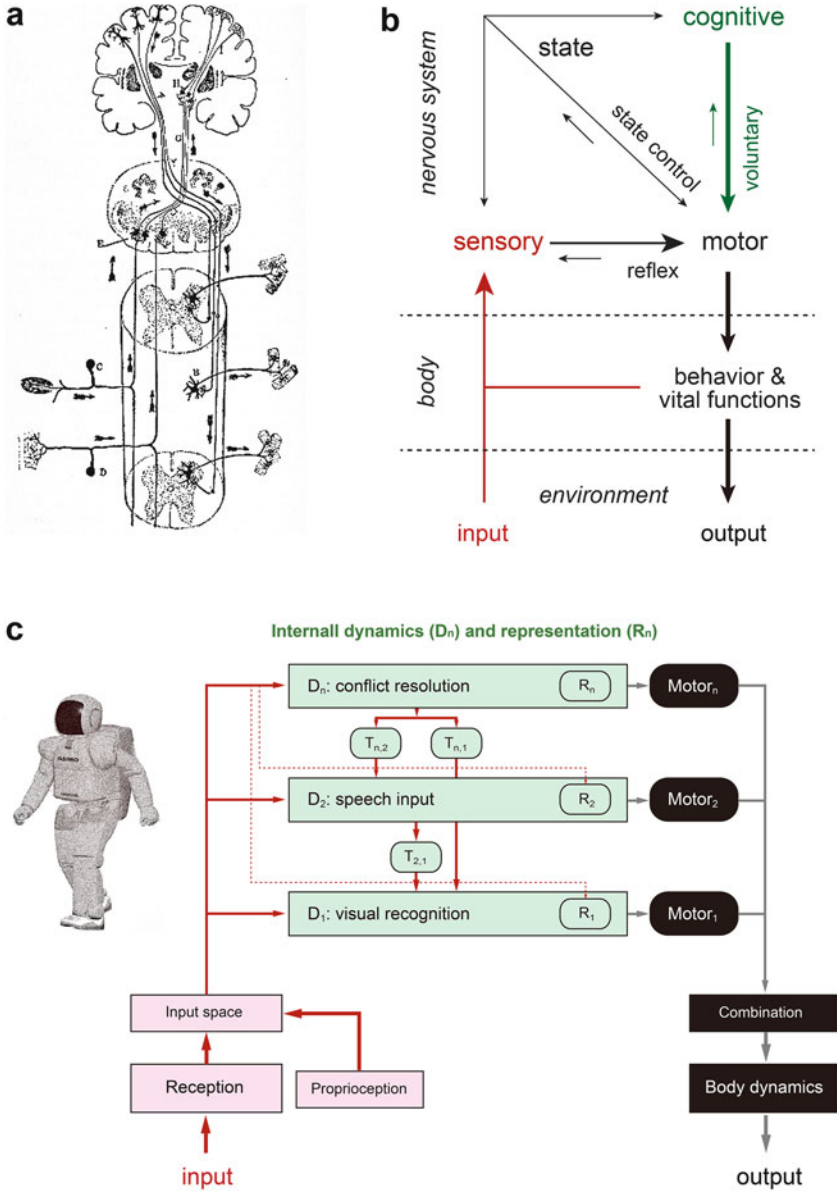 a
H
G
E
C
B
D
b
cognitive
state
nervous system
state control
voluntary
sensory
motor
reflex
body
behavior &
vital functions
environment
input
output
c
Internall dynamics (Dn) and representation (Rn)
Dn: conflict resolution
Rn
Motorn
Tn,2
Tn,1
D2: speech input
R2
Motor2
T2,1
D1: visual recognition
R1
Motor1
Input space
Combination
Reception
Proprioception
Body dynamics
input
output